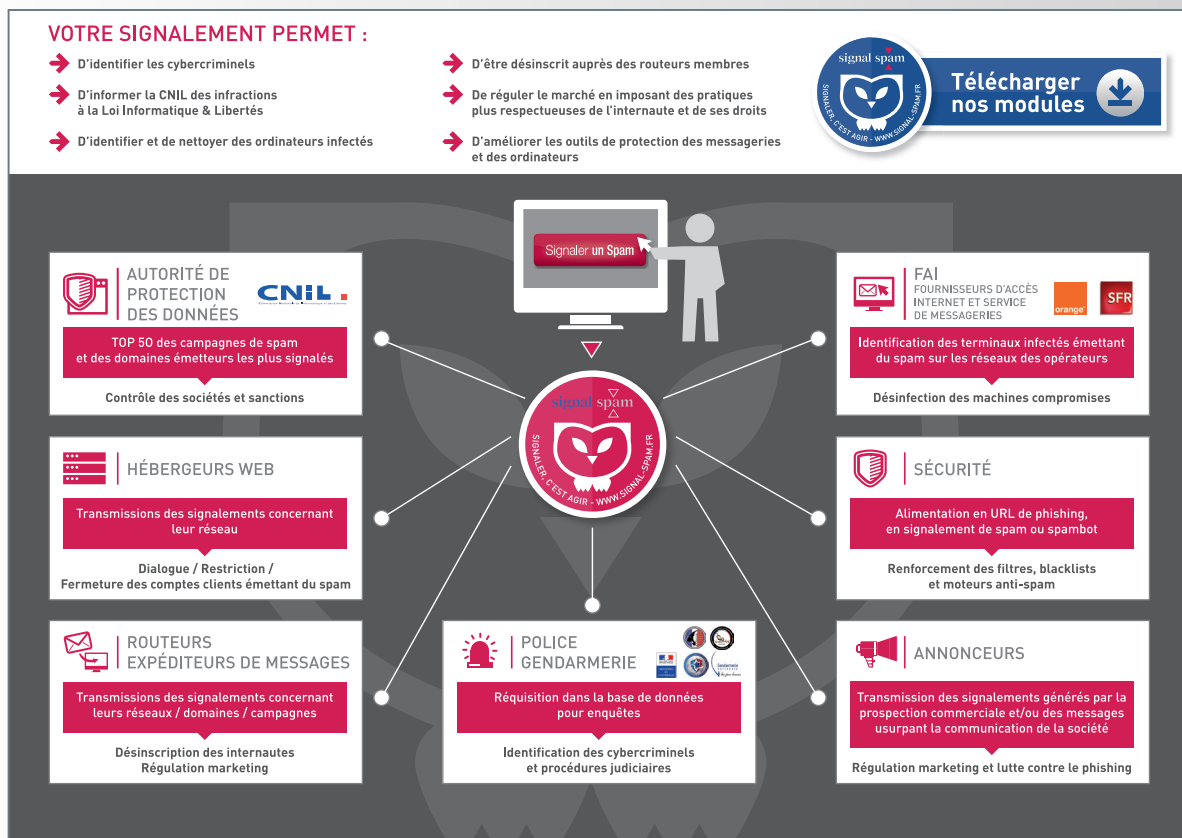 VOTRE SIGNALEMENT PERMET :
D'identifier les cybercriminels
D'informer la CNIL des infractions
à la Loi Informatique & Libertés
D'identifier et de nettoyer des ordinateurs infectés
D'être désinscrit auprès des routeurs membres
De réguler le marché en imposant des pratiques
plus respectueuses de l'internaute et de ses droits
D'améliorer les outils de protection des messageries
et des ordinateurs
signal spam
SIGNALER, C'EST AGIR - WWW.SIGNAL-SPAM.FR
Télécharger
nos modules
Signaler un Spam
AUTORITÉ DE
PROTECTION
DES DONNÉES
CNIL
TOP 50 des campagnes de spam
et des domaines émetteurs les plus signalés
Contrôle des sociétés et sanctions
FAI
FOURNISSEURS D'ACCÈS
INTERNET ET SERVICE
DE MESSAGERIES
orange
SFR
Identification des terminaux infectés émettant
du spam sur les réseaux des opérateurs
Désinfection des machines compromises
signal spam
SIGNALER, C'EST AGIR - WWW.SIGNAL-SPAM.FR
HÉBERGEURS WEB
Transmissions des signalements concernant
leur réseau
Dialogue / Restriction /
Fermeture des comptes clients émettant du spam
SÉCURITÉ
Alimentation en URL de phishing,
en signalement de spam ou spambot
Renforcement des filtres, blacklists
et moteurs anti-spam
ROUTEURS
EXPÉDITEURS DE MESSAGES
Transmissions des signalements concernant
leurs réseaux / domaines / campagnes
Désinscription des internautes
Régulation marketing
POLICE
GENDARMERIE
Réquisition dans la base de données
pour enquêtes
Identification des cybercriminels
et procédures judiciaires
ANNONCEURS
Transmission des signalements générés par la
prospection commerciale et/ou des messages
usurpant la communication de la société
Régulation marketing et lutte contre le phishing